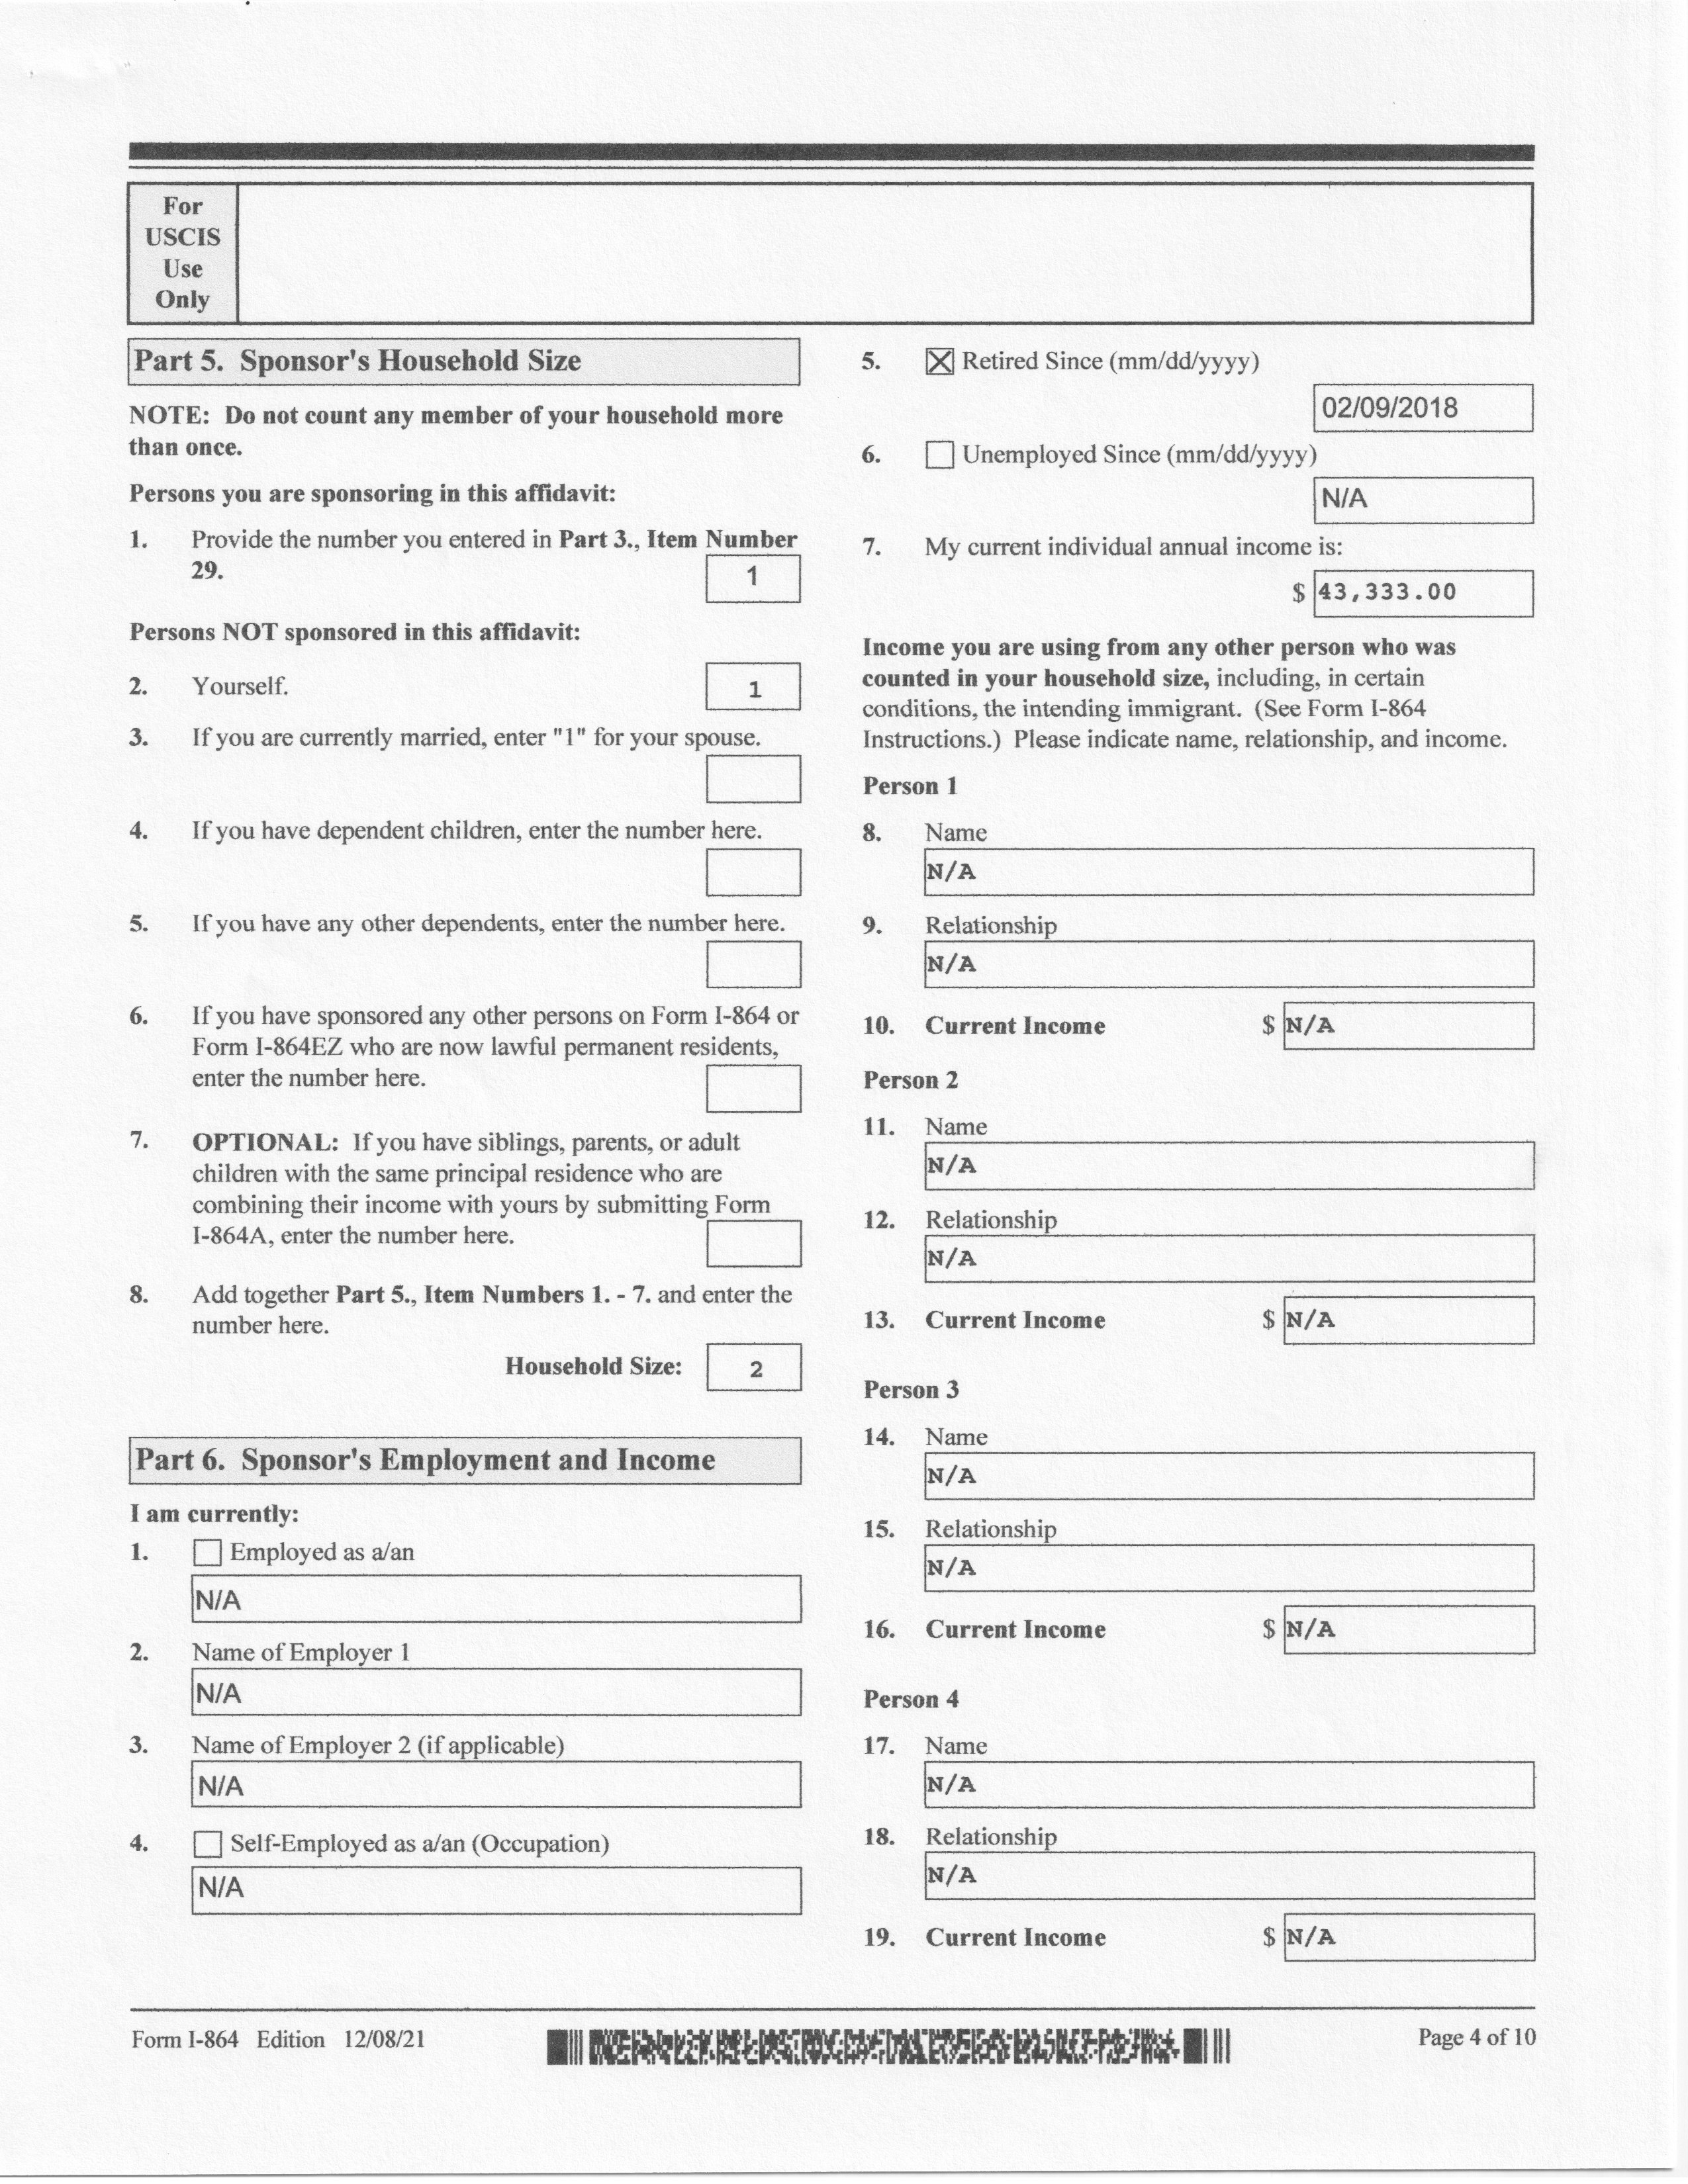 For
USCIS
Use
Only
Part 5. Sponsor's Household Size
NOTE: Do not count any member of your household more
than once.
Persons you are sponsoring in this affidavit:
1. Provide the number you entered in Part 3., Item Number
29.
1
Persons NOT sponsored in this affidavit:
2. Yourself.
1
3. If you are currently married, enter "1" for your spouse.
4. If you have dependent children, enter the number here.
5. If you have any other dependents, enter the number here.
6. If you have sponsored any other persons on Form I-864 or
Form I-864EZ who are now lawful permanent residents,
enter the number here.
7. OPTIONAL: If you have siblings, parents, or adult
children with the same principal residence who are
combining their income with yours by submitting Form
I-864A, enter the number here.
8. Add together Part 5., Item Numbers 1. - 7. and enter the
number here.
Household Size: 2
Part 6. Sponsor's Employment and Income
I am currently:
1. Employed as a/an
N/A
2. Name of Employer 1
N/A
3. Name of Employer 2 (if applicable)
N/A
4. Self-Employed as a/an (Occupation)
N/A
5. Retired Since (mm/dd/yyyy)
02/09/2018
6. Unemployed Since (mm/dd/yyyy)
N/A
7. My current individual annual income is:
$ 43,333.00
Income you are using from any other person who was
counted in your household size, including, in certain
conditions, the intending immigrant. (See Form I-864
Instructions.) Please indicate name, relationship, and income.
Person 1
8. Name
N/A
9. Relationship
N/A
10. Current Income $ N/A
Person 2
11. Name
N/A
12. Relationship
N/A
13. Current Income $ N/A
Person 3
14. Name
N/A
15. Relationship
N/A
16. Current Income $ N/A
Person 4
17. Name
N/A
18. Relationship
N/A
19. Current Income $ N/A
Form I-864 Edition 12/08/21
Page 4 of 10